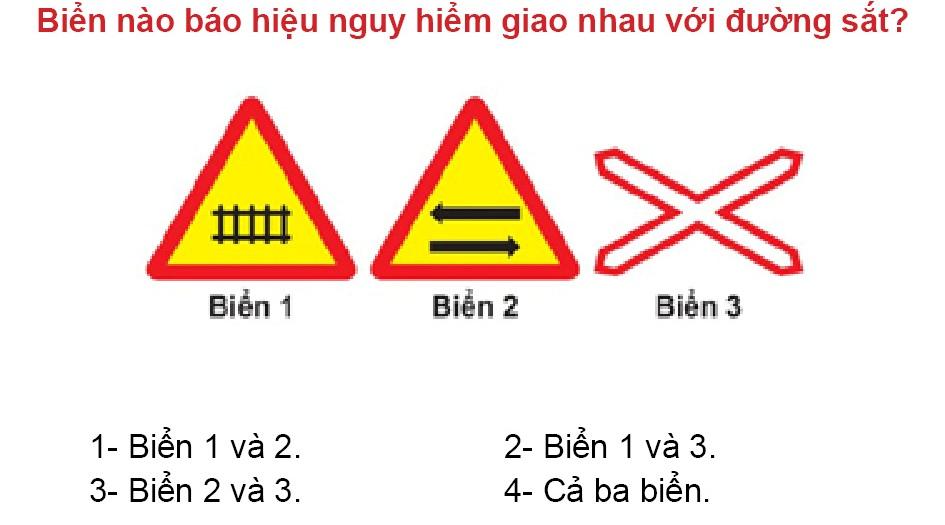 Biển nào báo hiệu nguy hiểm giao nhau với đường sắt?
Biển 1 Biển 2 Biển 3
1- Biển 1 và 2. 2- Biển 1 và 3.
3- Biển 2 và 3. 4- Cả ba biển.